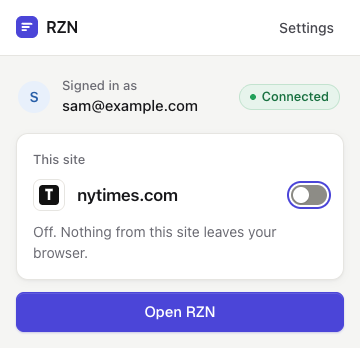 RZN
Settings
S
Signed in as
sam@example.com
Connected
This site
T
nytimes.com
Off. Nothing from this site leaves your
browser.
Open RZN